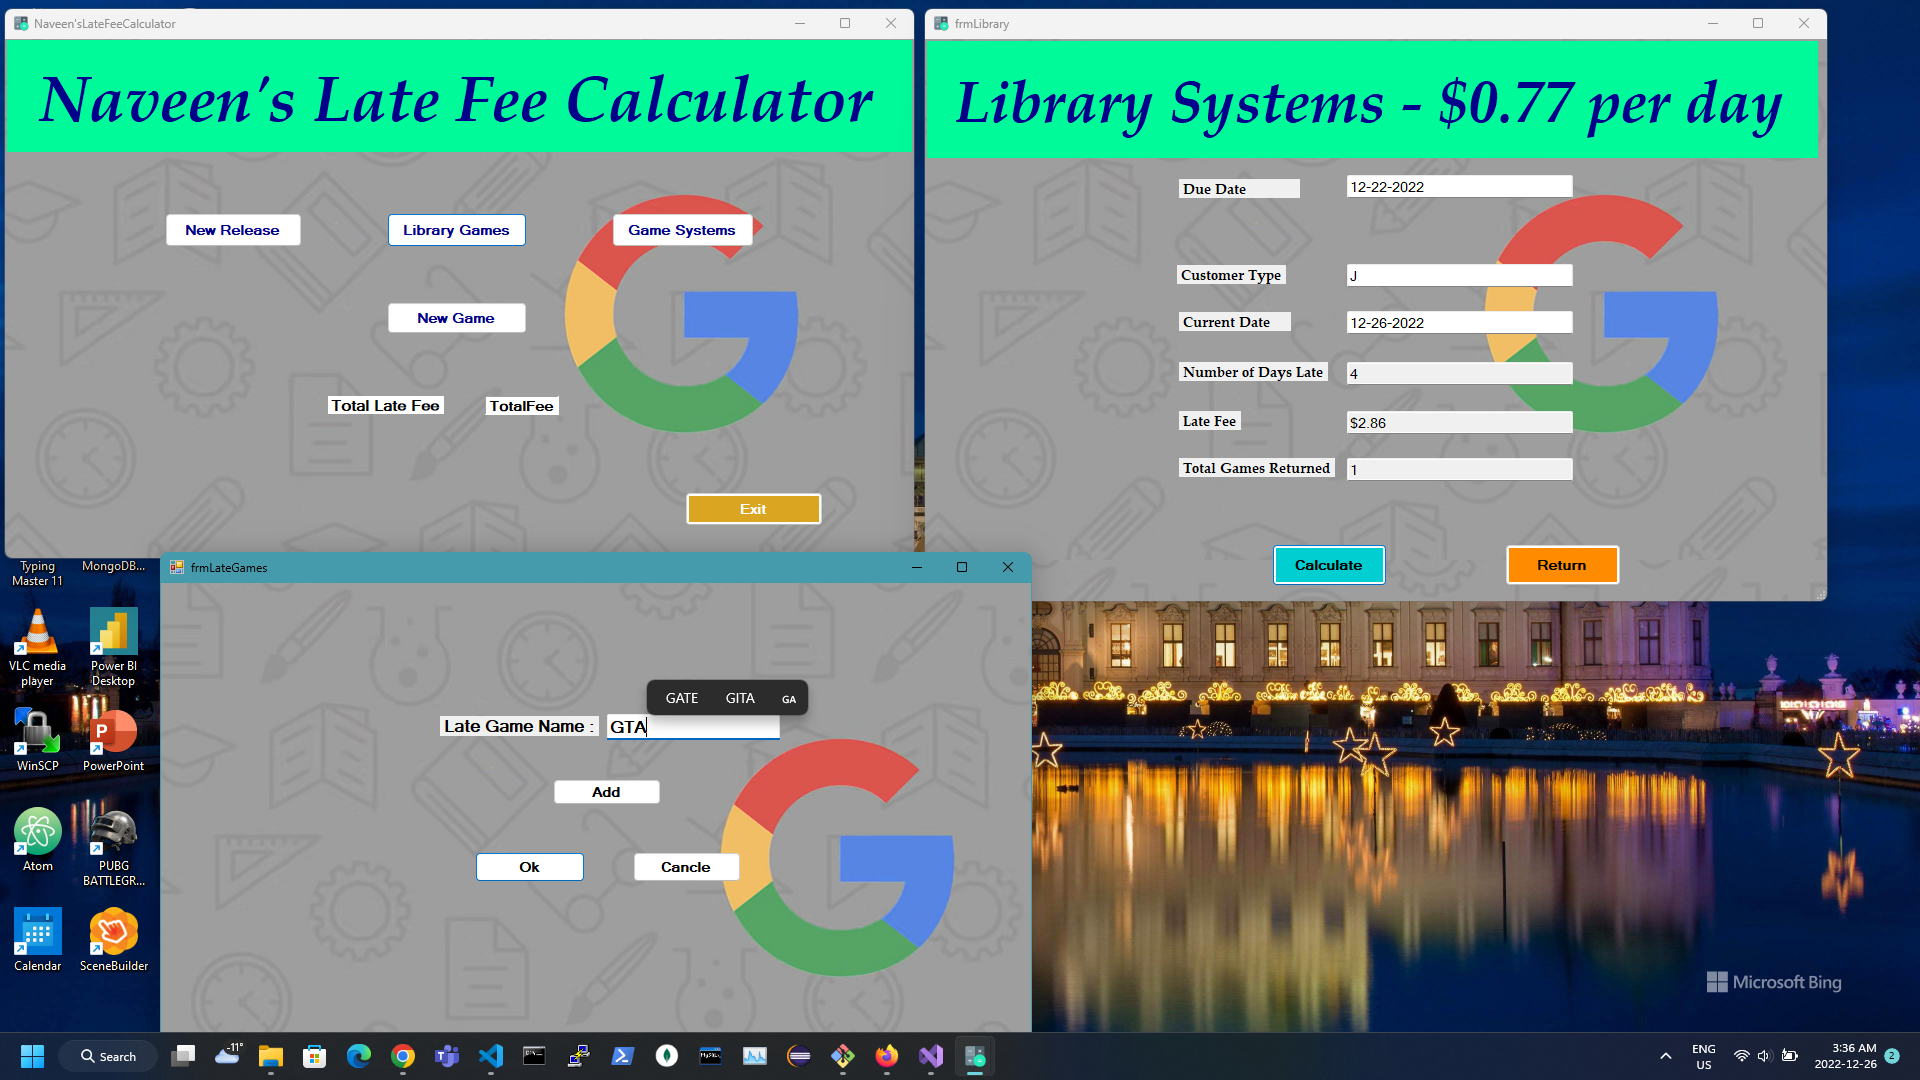 Naveen'sLateFeeCalculator
Naveen's Late Fee Calculator
New Release
Library Games
Game Systems
New Game
Total Late Fee
TotalFee
Exit
frmLibrary
Library Systems - $0.77 per day
Due Date
12-22-2022
Customer Type
J
Current Date
12-26-2022
Number of Days Late
4
Late Fee
$2.86
Total Games Returned
1
Calculate
Return
frmLateGames
GATE GITA GA
Late Game Name :
GTA
Add
Ok
Cancle
Typing
Master 11
MongoDB...
VLC media
player
Power BI
Desktop
WinSCP
PowerPoint
Atom
PUBG
BATTLEGR...
Calendar
SceneBuilder
Microsoft Bing
Search
-11°
ENG
US
3:36 AM
2022-12-26
2